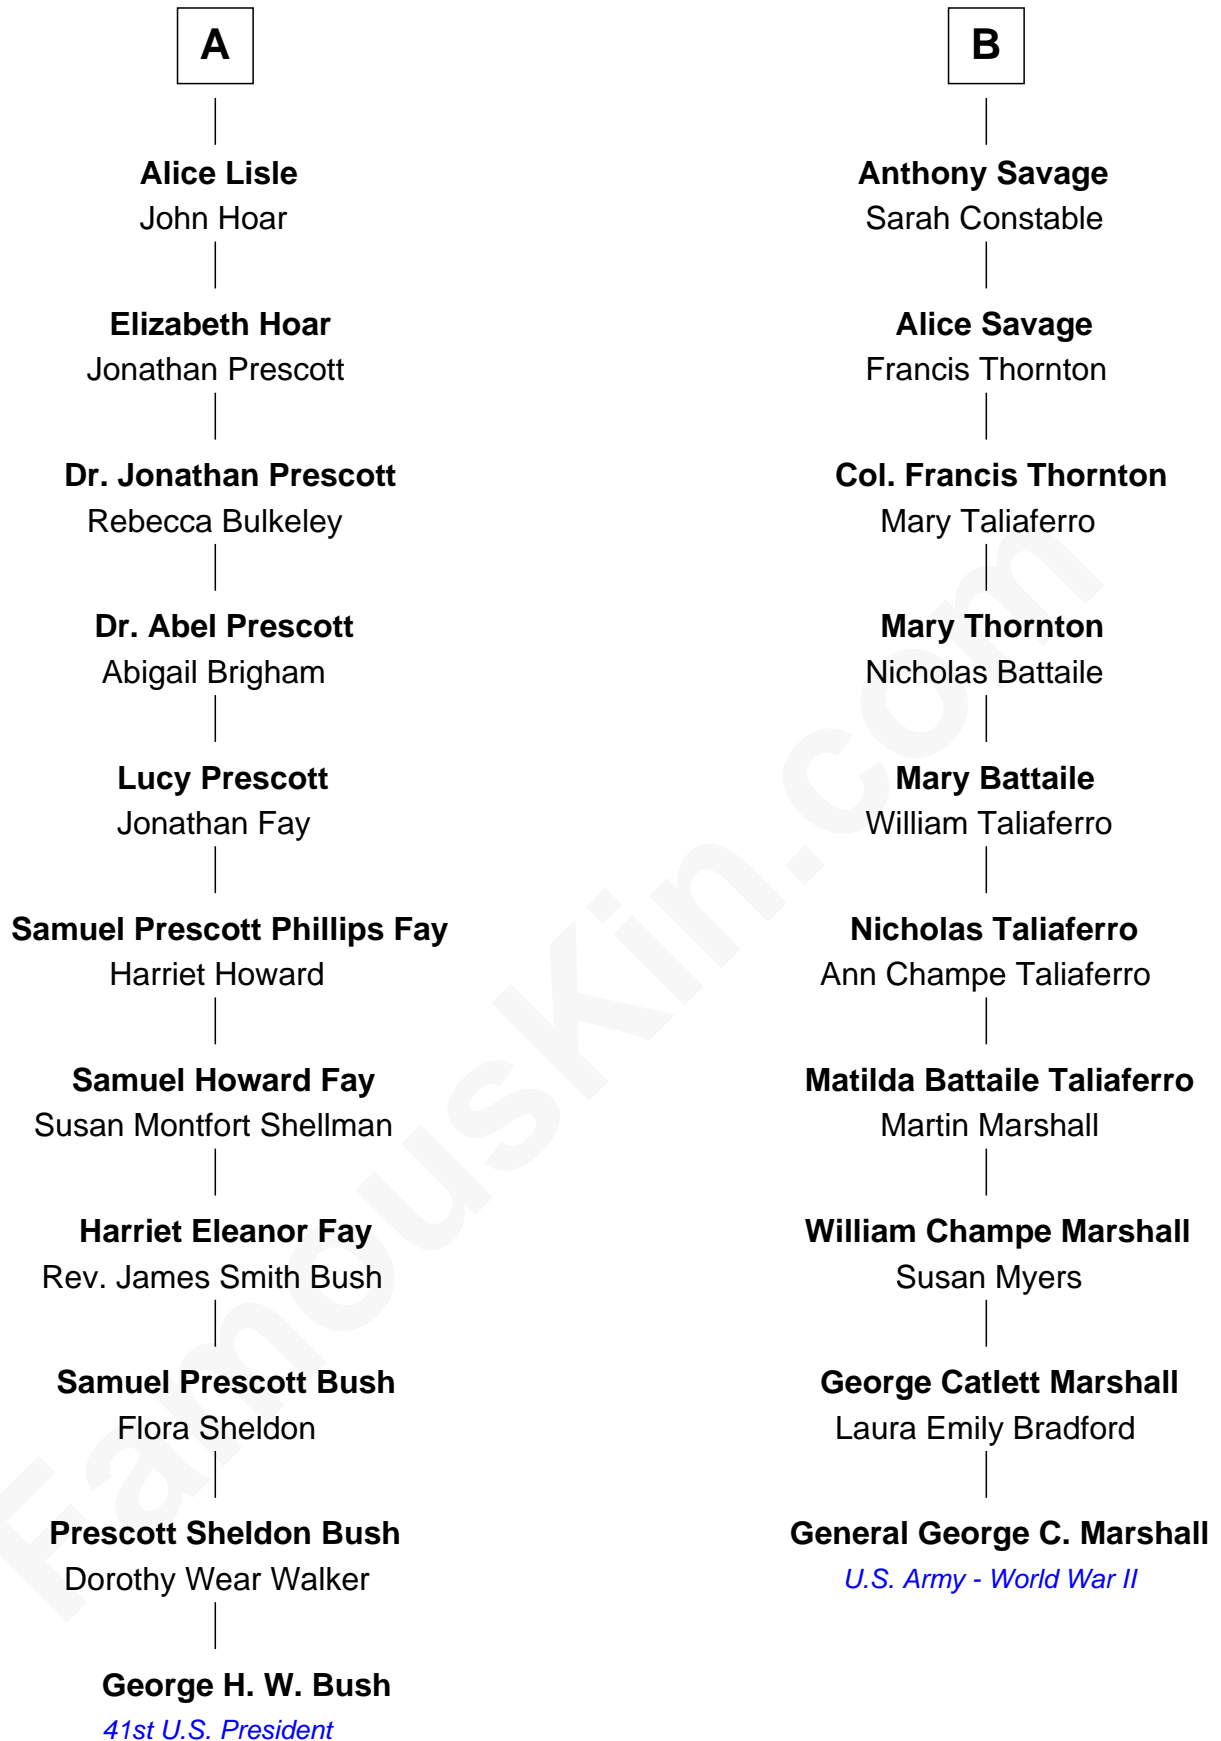 A
Alice Lisle
John Hoar
Elizabeth Hoar
Jonathan Prescott
Dr. Jonathan Prescott
Rebecca Bulkeley
Dr. Abel Prescott
Abigail Brigham
Lucy Prescott
Jonathan Fay
Samuel Prescott Phillips Fay
Harriet Howard
Samuel Howard Fay
Susan Montfort Shellman
Harriet Eleanor Fay
Rev. James Smith Bush
Samuel Prescott Bush
Flora Sheldon
Prescott Sheldon Bush
Dorothy Wear Walker
George H. W. Bush
41st U.S. President
B
Anthony Savage
Sarah Constable
Alice Savage
Francis Thornton
Col. Francis Thornton
Mary Taliaferro
Mary Thornton
Nicholas Battaile
Mary Battaile
William Taliaferro
Nicholas Taliaferro
Ann Champe Taliaferro
Matilda Battaile Taliaferro
Martin Marshall
William Champe Marshall
Susan Myers
George Catlett Marshall
Laura Emily Bradford
General George C. Marshall
U.S. Army - World War II
FamousKin.com